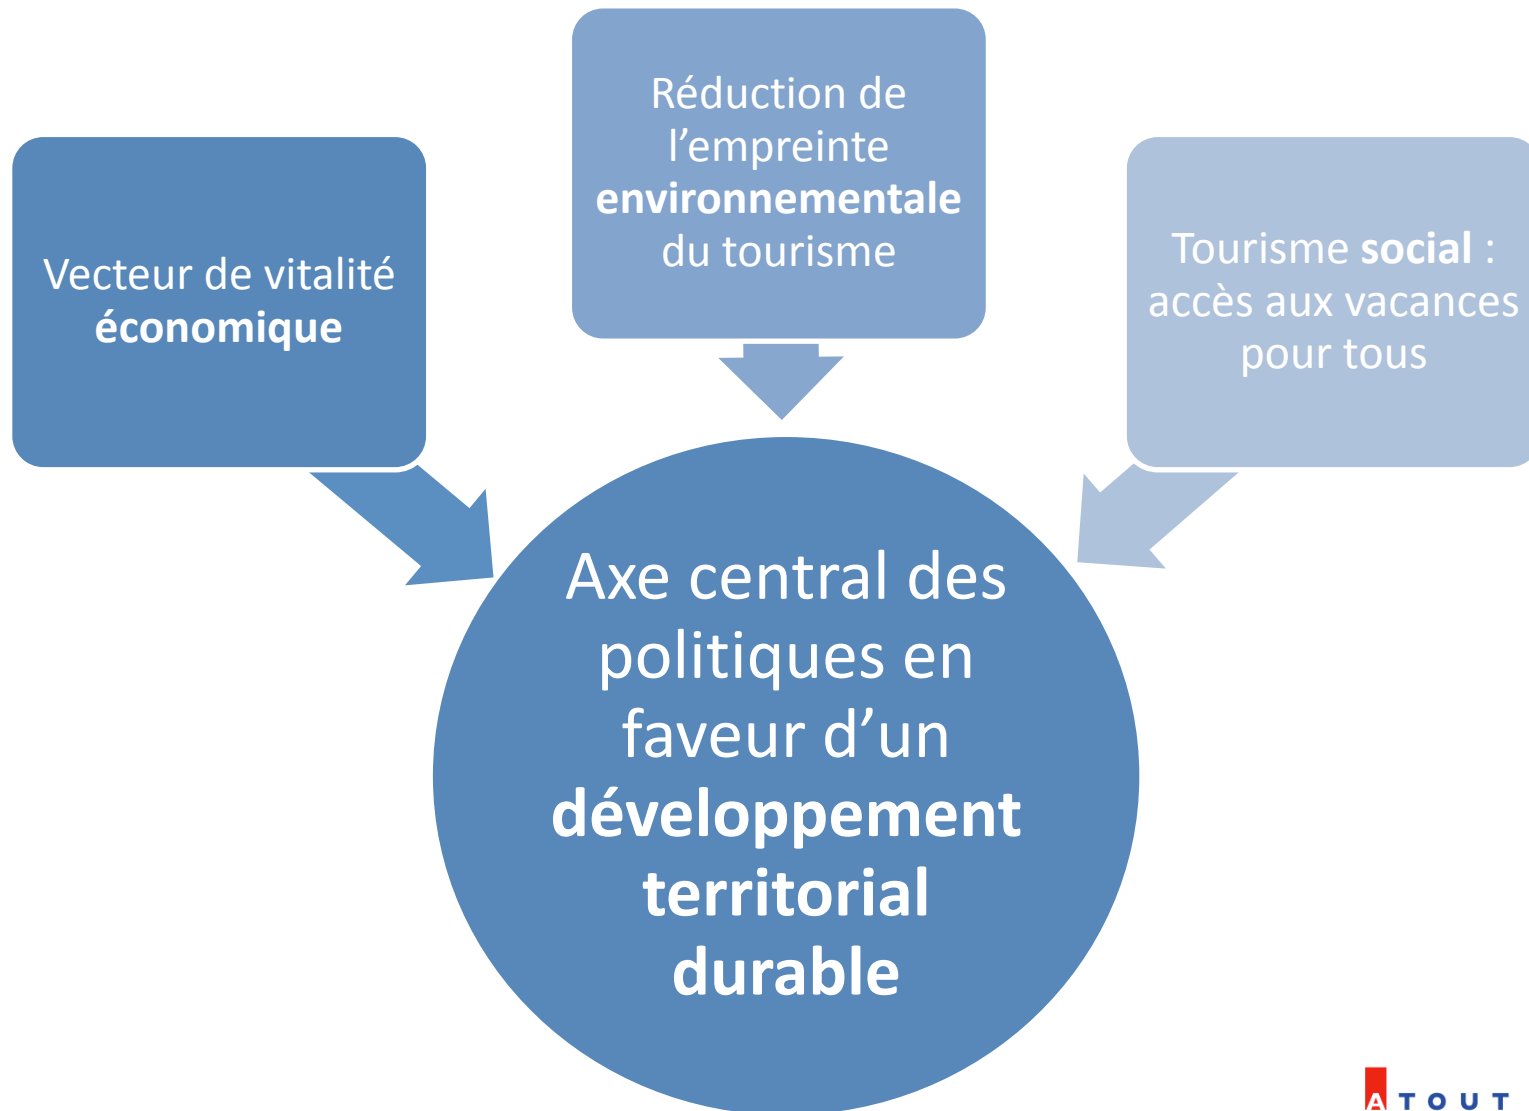 Réduction de
l’empreinte
environnementale
du tourisme
Vecteur de vitalité
économique
Tourisme social :
accès aux vacances
pour tous
Axe central des
politiques en
faveur d’un
développement
territorial
durable
ATOUT